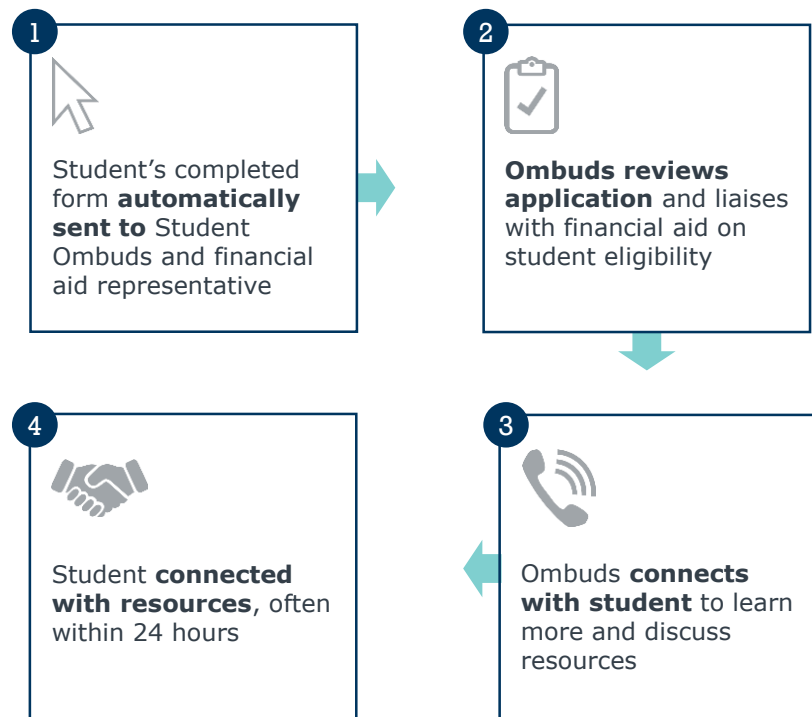 1
Student’s completed
form automatically
sent to Student
Ombuds and financial
aid representative
2
Ombuds reviews
application and liaises
with financial aid on
student eligibility
3
Ombuds connects
with student to learn
more and discuss
resources
4
Student connected
with resources, often
within 24 hours